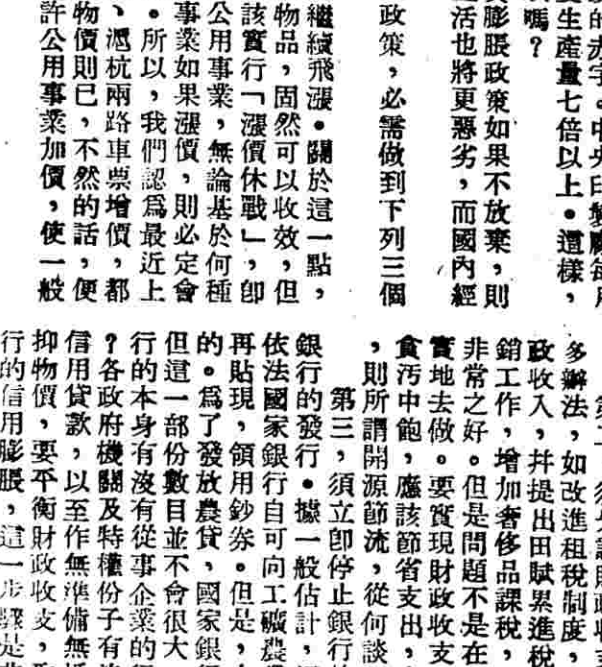 的赤字。中央印製廠每月
生產量七倍以上。這樣，
嗎？
膨脹政策如果不放棄，則
活也將更惡劣，而國內經
政策，必需做到下列三個
繼續飛漲。關於這一點，
物品，固然可以收效，但
該實行「漲價休戰」，卽
公用事業，無論基於何種
事業如果漲價，則必定會
。所以，我們認爲最近上
、滬杭兩路車票增價，都
物價則已，不然的話，便
許公用事業加價，使一般
多辦法，如改進租稅制度，
政收入，幷提出田賦累進稅
銷工作，增加奢侈品課稅，
非常之好。但是問題不是在
實地去做。要實現財政收支
貪污中飽，應該節省支出，
，則所謂開源節流，從何談
第三，須立卽停止銀行
銀行的發行。據一般估計，
依法國家銀行自可向工礦農
再貼現，領用鈔券。但是，
的。爲了發放農貸，國家銀
但這一部份數目並不會很大
行的本身有沒有從事企業的
？各政府機關及特權份子有
信用貸款，以至作無準備無
抑物價，要平衡財政收支，
行的信用膨脹，這一步驟是